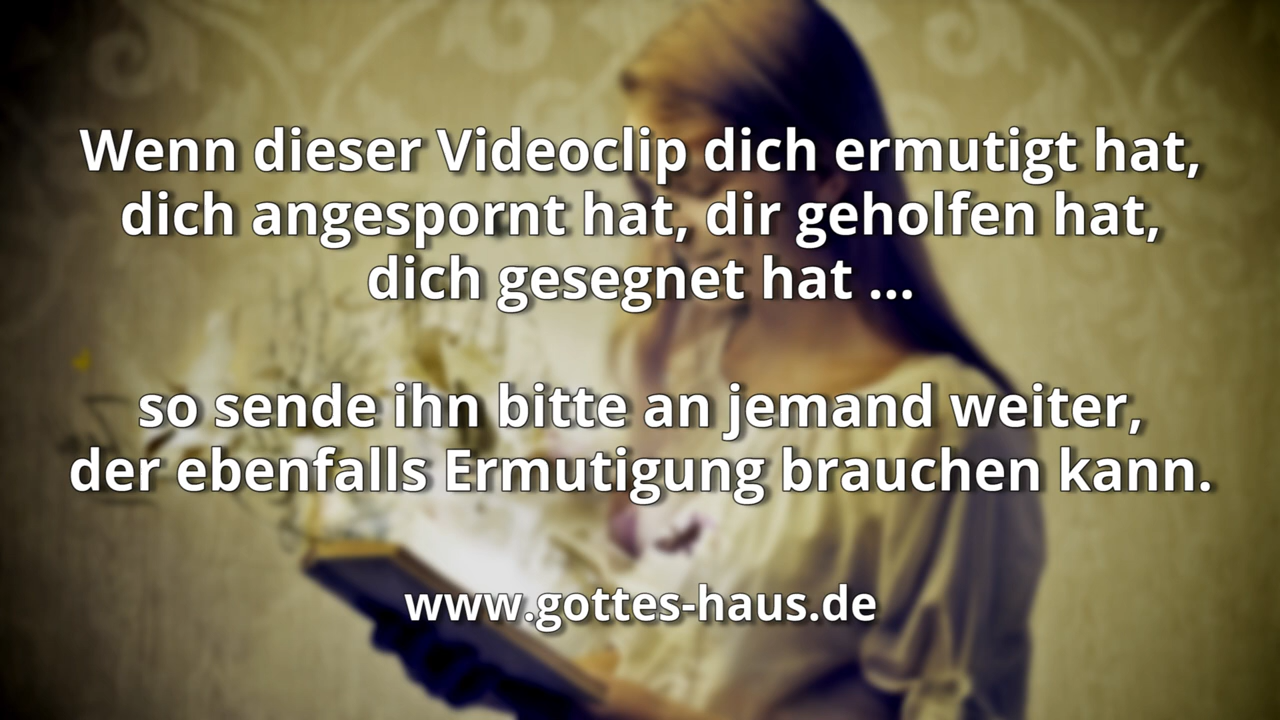 Wenn dieser Videoclip dich ermutigt hat,
dich angespornt hat, dir geholfen hat,
dich gesegnet hat ...
so sende ihn bitte an jemand weiter,
der ebenfalls Ermutigung brauchen kann.
www.gottes-haus.de